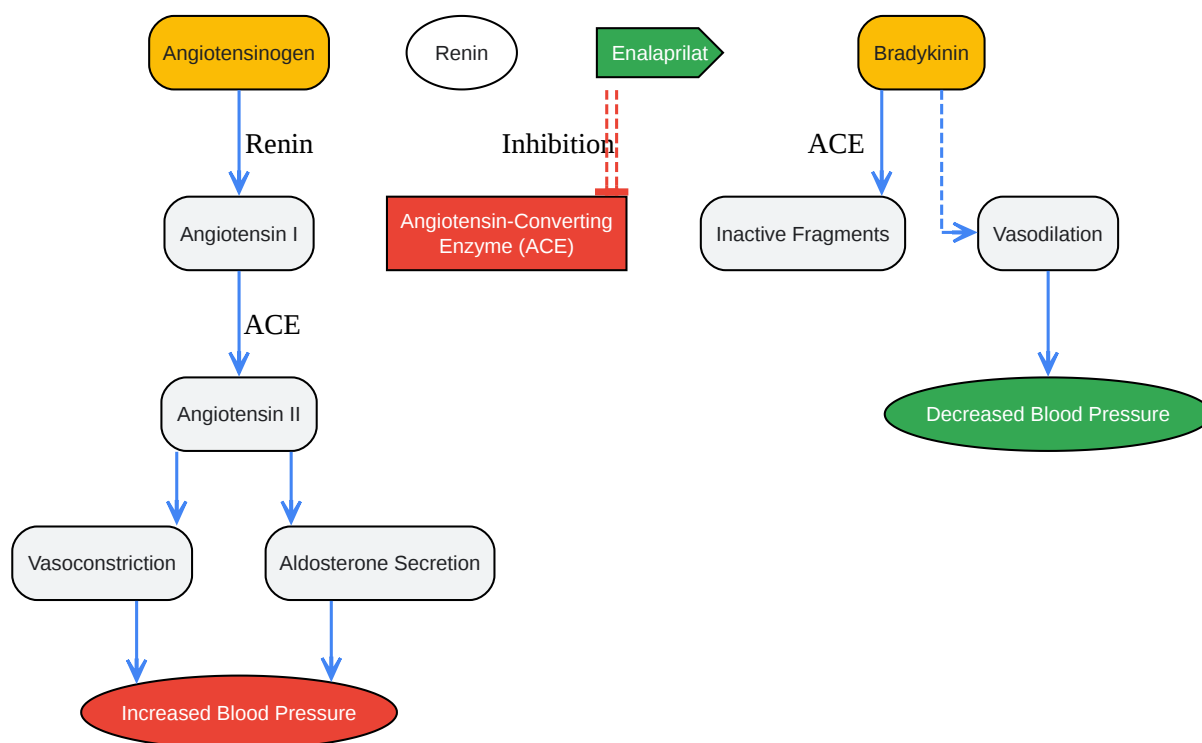 Angiotensinogen
Renin
Enalaprilat
Bradykinin
Renin
Inhibition
ACE
Angiotensin I
Angiotensin-Converting
Enzyme (ACE)
Inactive Fragments
Vasodilation
ACE
Angiotensin II
Decreased Blood Pressure
Vasoconstriction
Aldosterone Secretion
Increased Blood Pressure